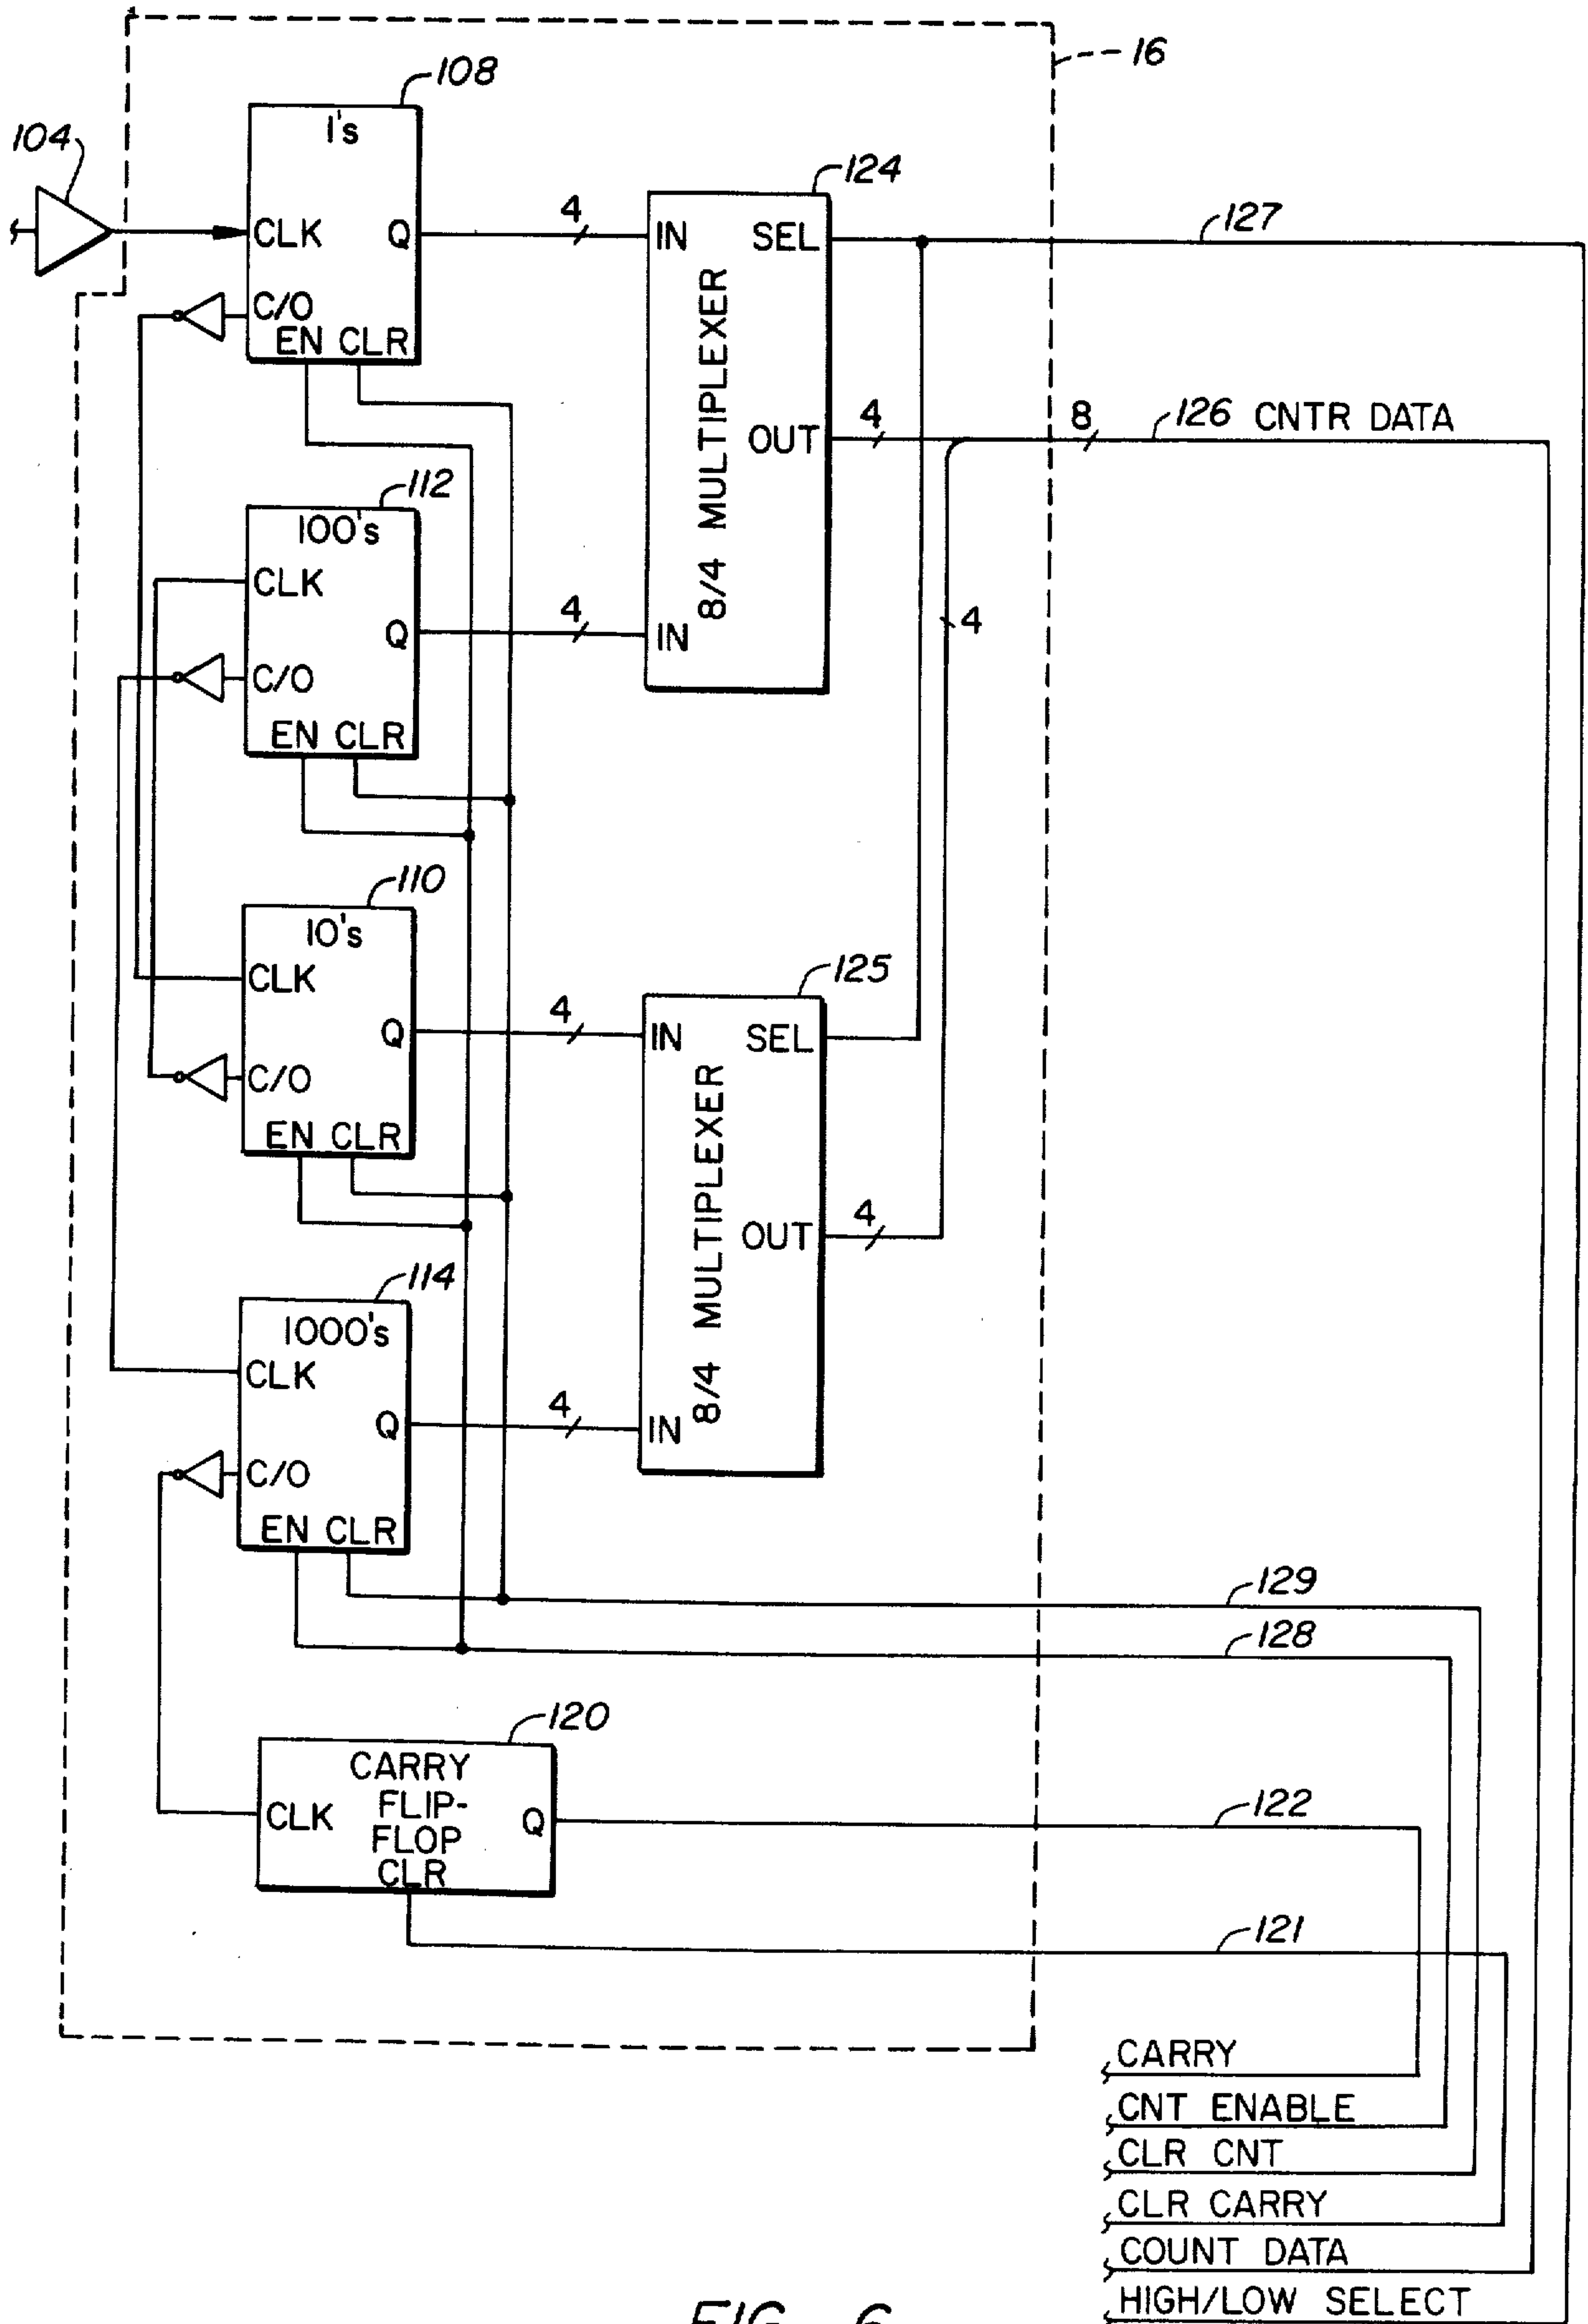 16
108
1's
104
CLK Q
C/O
EN CLR
124
4
IN SEL
8/4 MULTIPLEXER
OUT
IN
127
4
8
126 CNTR DATA
112
100's
CLK
Q
4
C/O
EN CLR
4
110
10's
CLK
Q
4
C/O
EN CLR
125
IN SEL
8/4 MULTIPLEXER
OUT
4
IN
114
1000's
CLK
Q
4
C/O
EN CLR
129
128
120
CARRY
FLIP-
FLOP
CLK Q
CLR
122
121
CARRY
CNT ENABLE
CLR CNT
CLR CARRY
COUNT DATA
HIGH/LOW SELECT
FIG. 6